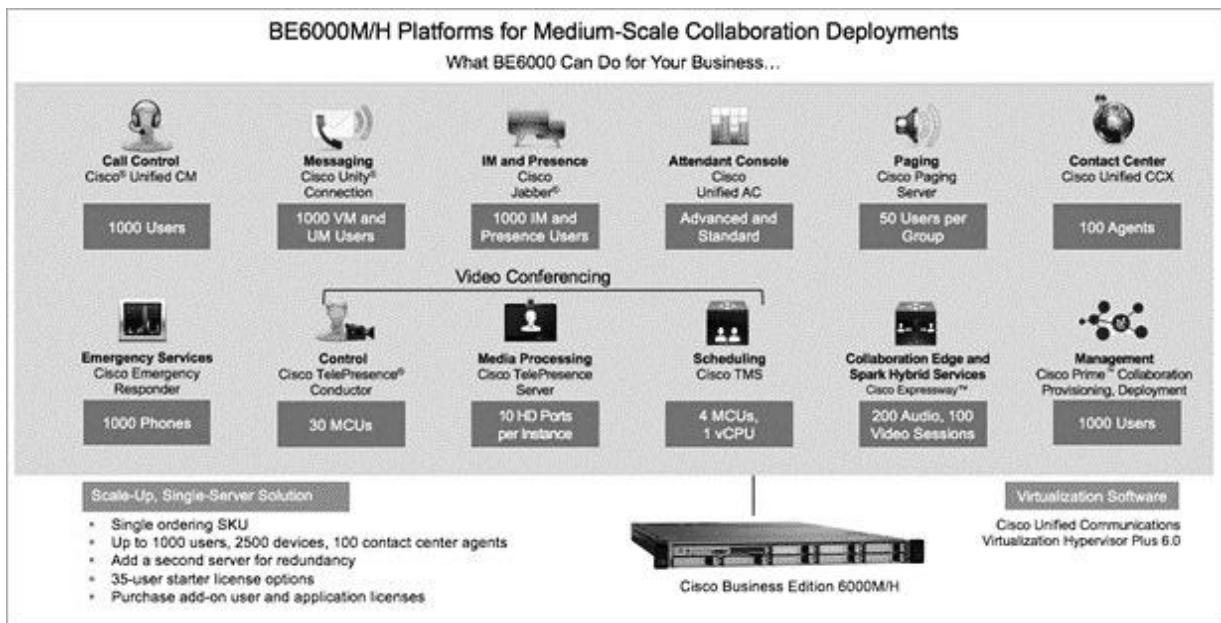 BE6000M/H Platforms for Medium-Scale Collaboration Deployments
What BE6000 Can Do for Your Business…
Call Control
Cisco® Unified CM
1000 Users
Messaging
Cisco Unity®
Connection
1000 VM and
UM Users
IM and Presence
Cisco
Jabber®
1000 IM and
Presence Users
Attendant Console
Cisco
Unified AC
Advanced and
Standard
Paging
Cisco Paging
Server
50 Users per
Group
Contact Center
Cisco Unified CCX
100 Agents
Video Conferencing
Emergency Services
Cisco Emergency
Responder
1000 Phones
Control
Cisco TelePresence®
Conductor
30 MCUs
Media Processing
Cisco TelePresence
Server
10 HD Ports
per Instance
Scheduling
Cisco TMS
4 MCUs,
1 vCPU
Collaboration Edge and
Spark Hybrid Services
Cisco Expressway™
200 Audio, 100
Video Sessions
Management
Cisco Prime™ Collaboration
Provisioning, Deployment
1000 Users
Scale-Up, Single-Server Solution
• Single ordering SKU
• Up to 1000 users, 2500 devices, 100 contact center agents
• Add a second server for redundancy
• 35-user starter license options
• Purchase add-on user and application licenses
Cisco Business Edition 6000M/H
Virtualization Software
Cisco Unified Communications
Virtualization Hypervisor Plus 6.0